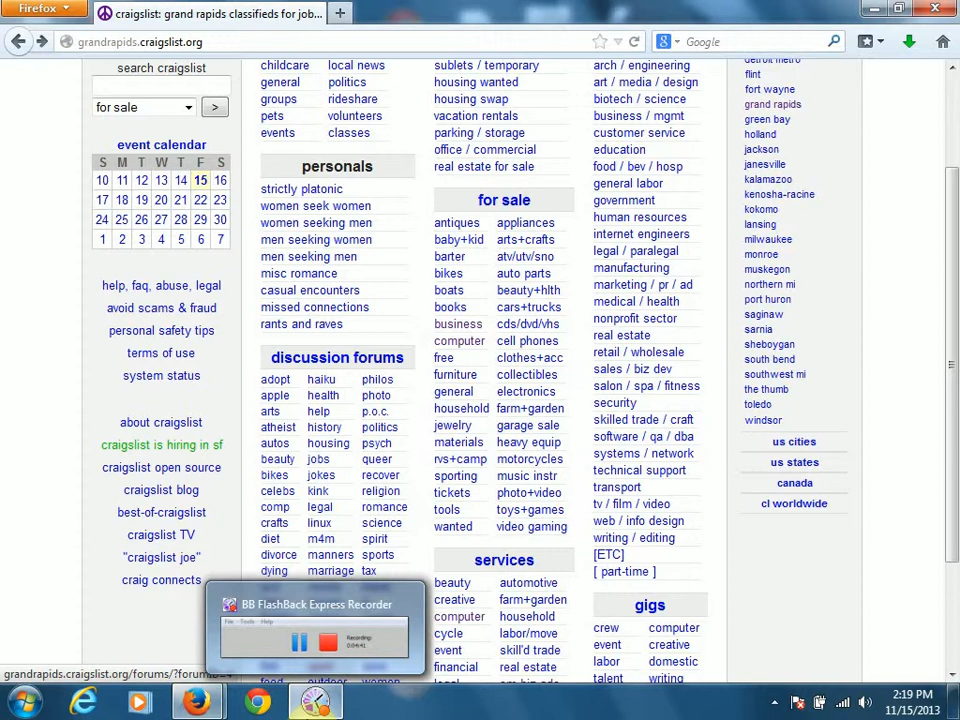 Firefox
craigslist: grand rapids classifieds for job...
grandrapids.craigslist.org
Google
search craigslist
for sale
>
event calendar
S M T W T F S
10 11 12 13 14 15 16
17 18 19 20 21 22 23
24 25 26 27 28 29 30
1 2 3 4 5 6 7
help, faq, abuse, legal
avoid scams & fraud
personal safety tips
terms of use
system status
about craigslist
craigslist is hiring in sf
craigslist open source
craigslist blog
best-of-craigslist
craigslist TV
"craigslist joe"
craig connects
childcare local news
general politics
groups rideshare
pets volunteers
events classes
personals
strictly platonic
women seek women
women seeking men
men seeking women
men seeking men
misc romance
casual encounters
missed connections
rants and raves
discussion forums
adopt haiku philos
apple health photo
arts help p.o.c.
atheist history politics
autos housing psych
beauty jobs queer
bikes jokes recover
celebs kink religion
comp legal romance
crafts linux science
diet m4m spirit
divorce manners sports
dying marriage tax
food outdoor women
sublets / temporary
housing wanted
housing swap
vacation rentals
parking / storage
office / commercial
real estate for sale
for sale
antiques appliances
baby+kid arts+crafts
barter atv/utv/sno
bikes auto parts
boats beauty+hlth
books cars+trucks
business cds/dvd/vhs
computer cell phones
free clothes+acc
furniture collectibles
general electronics
household farm+garden
jewelry garage sale
materials heavy equip
rvs+camp motorcycles
sporting music instr
tickets photo+video
tools toys+games
wanted video gaming
services
beauty automotive
creative farm+garden
computer household
cycle labor/move
event skill'd trade
financial real estate
arch / engineering
art / media / design
biotech / science
business / mgmt
customer service
education
food / bev / hosp
general labor
government
human resources
internet engineers
legal / paralegal
manufacturing
marketing / pr / ad
medical / health
nonprofit sector
real estate
retail / wholesale
sales / biz dev
salon / spa / fitness
security
skilled trade / craft
software / qa / dba
systems / network
technical support
transport
tv / film / video
web / info design
writing / editing
[ETC]
[ part-time ]
gigs
crew computer
event creative
labor domestic
talent writing
detroit metro
flint
fort wayne
grand rapids
green bay
holland
jackson
janesville
kalamazoo
kenosha-racine
kokomo
lansing
milwaukee
monroe
muskegon
northern mi
port huron
saginaw
sarnia
sheboygan
south bend
southwest mi
the thumb
toledo
windsor
us cities
us states
canada
cl worldwide
BB FlashBack Express Recorder
File Tools Help
Recording:
grandrapids.craigslist.org/forums/?forumID=
2:19 PM
11/15/2013